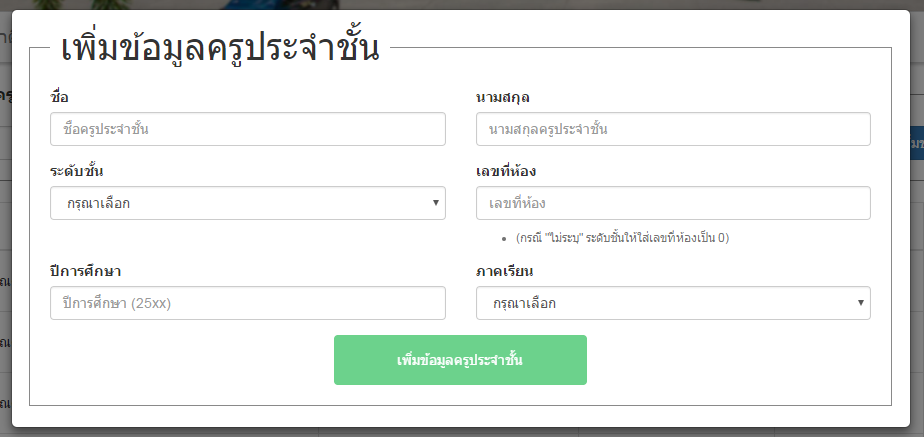 เพิ่มข้อมูลครูประจำชั้น
ชื่อ
นามสกุล
ชื่อครูประจำชั้น
นามสกุลครูประจำชั้น
ระดับชั้น
เลขที่ห้อง
กรุณาเลือก
เลขที่ห้อง
(กรณี "ไม่ระบุ" ระดับชั้นให้ใส่เลขที่ห้องเป็น 0)
ปีการศึกษา
ภาคเรียน
ปีการศึกษา (25xx)
กรุณาเลือก
เพิ่มข้อมูลครูประจำชั้น